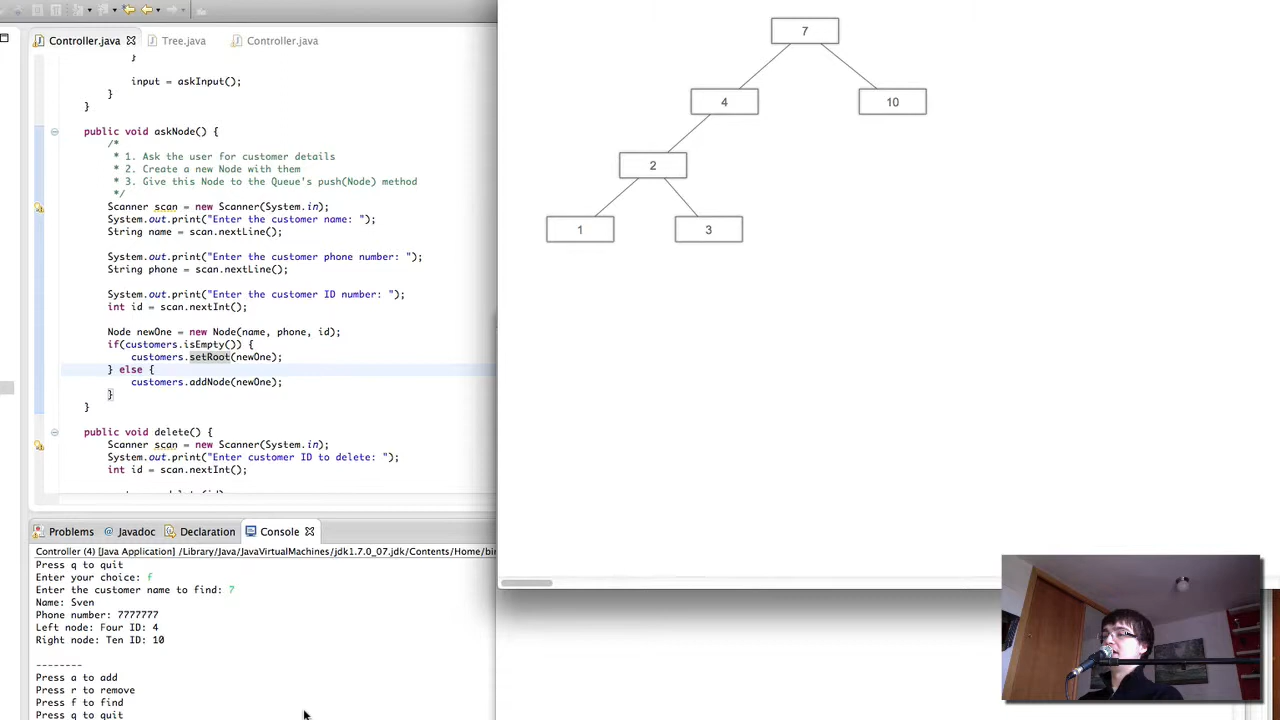 Controller.java
Tree.java
Controller.java
}
input = askInput();
}
}
public void askNode() {
/*
* 1. Ask the user for customer details
* 2. Create a new Node with them
* 3. Give this Node to the Queue's push(Node) method
*/
Scanner scan = new Scanner(System.in);
System.out.print("Enter the customer name: ");
String name = scan.nextLine();
System.out.print("Enter the customer phone number: ");
String phone = scan.nextLine();
System.out.print("Enter the customer ID number: ");
int id = scan.nextInt();
Node newOne = new Node(name, phone, id);
if(customers.isEmpty()) {
customers.setRoot(newOne);
} else {
customers.addNode(newOne);
}
}
public void delete() {
Scanner scan = new Scanner(System.in);
System.out.print("Enter customer ID to delete: ");
int id = scan.nextInt();
Problems
@ Javadoc
Declaration
Console
Controller (4) [Java Application] /Library/Java/JavaVirtualMachines/jdk1.7.0_07.jdk/Contents/Home/bin
Press q to quit
Enter your choice: f
Enter the customer name to find: 7
Name: Sven
Phone number: 7777777
Left node: Four ID: 4
Right node: Ten ID: 10
--------
Press a to add
Press r to remove
Press f to find
Press q to quit
7
4
10
2
1
3